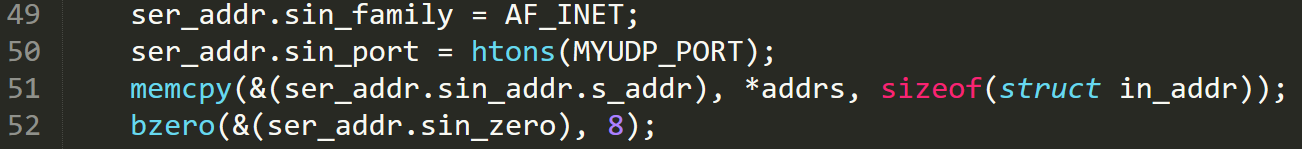 49 ser_addr.sin_family = AF_INET;
50 ser_addr.sin_port = htons(MYUDP_PORT);
51 memcpy(&(ser_addr.sin_addr.s_addr), *addrs, sizeof(struct in_addr));
52 bzero(&(ser_addr.sin_zero), 8);